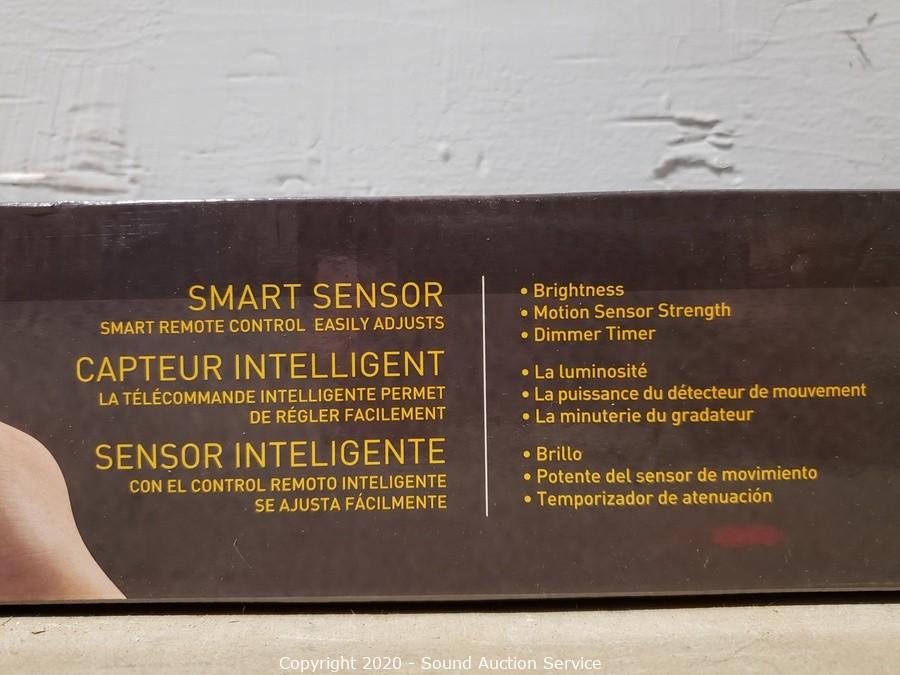 SMART SENSOR
SMART REMOTE CONTROL EASILY ADJUSTS
CAPTEUR INTELLIGENT
LA TÉLÉCOMMANDE INTELLIGENTE PERMET
DE RÉGLER FACILEMENT
SENSOR INTELIGENTE
CON EL CONTROL REMOTO INTELIGENTE
SE AJUSTA FÁCILMENTE
• Brightness
• Motion Sensor Strength
• Dimmer Timer
• La luminosité
• La puissance du détecteur de mouvement
• La minuterie du gradateur
• Brillo
• Potente del sensor de movimiento
• Temporizador de atenuación
Copyright 2020 - Sound Auction Service